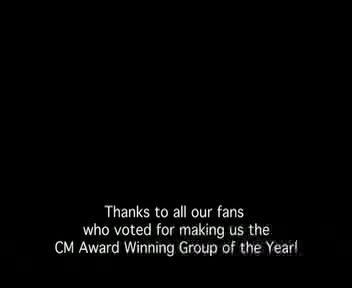 Thanks to all our fans
who voted for making us the
CM Award Winning Group of the Year!